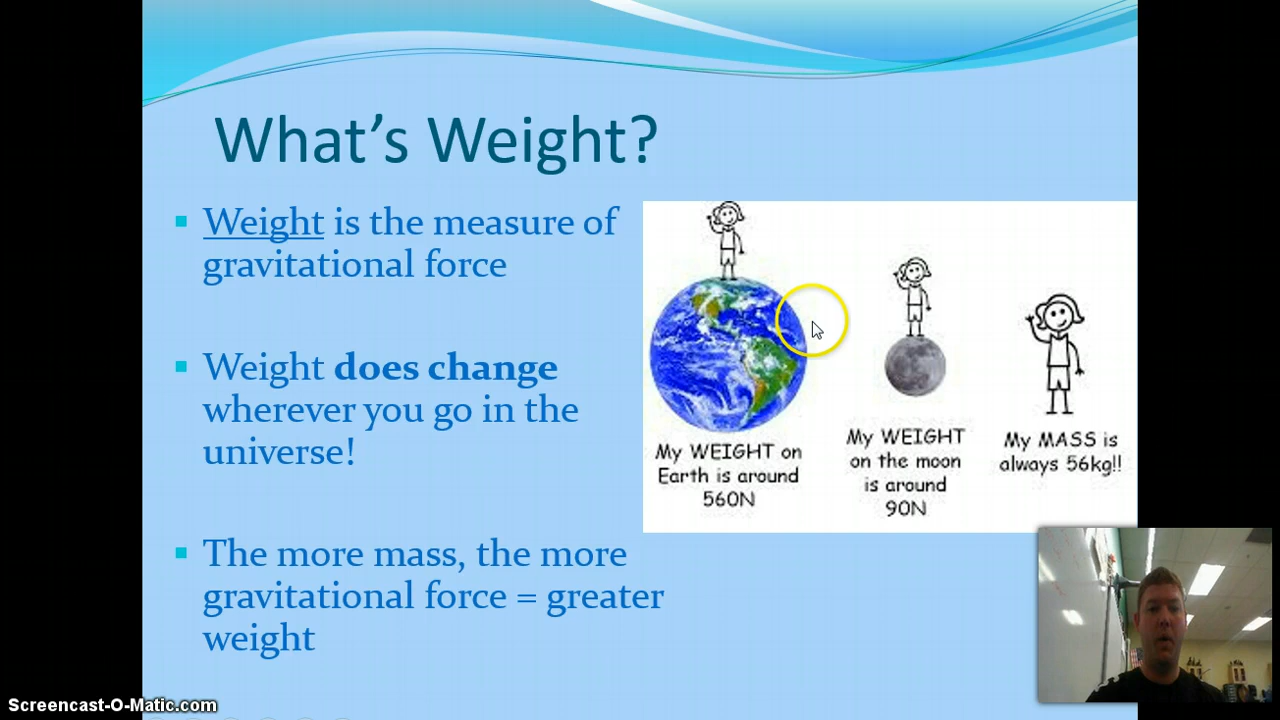 What's Weight?
Weight is the measure of
gravitational force
Weight does change
wherever you go in the
universe!
The more mass, the more
gravitational force = greater
weight
My WEIGHT on
Earth is around
560N
My WEIGHT
on the moon
is around
90N
My MASS is
always 56kg!!
Screencast-O-Matic.com